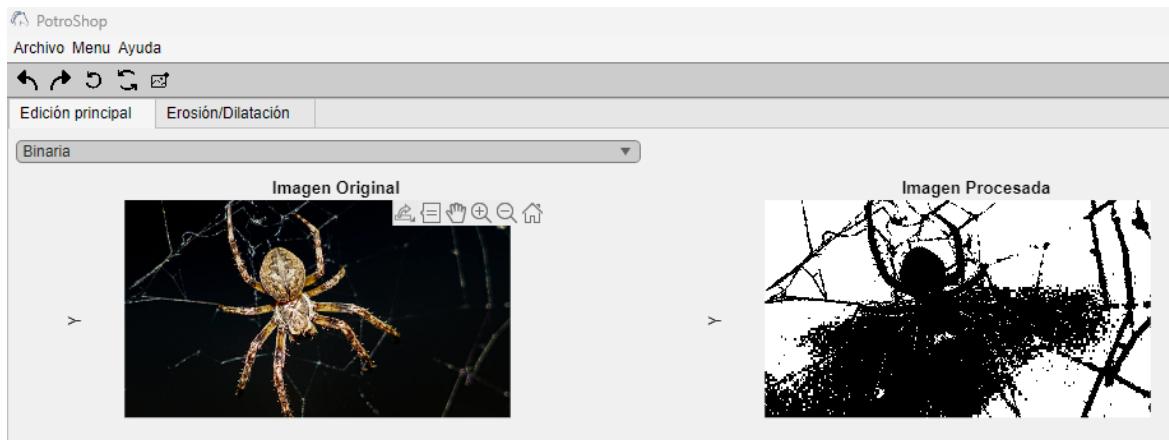 PotroShop
Archivo Menu Ayuda
Edición principal Erosión/Dilatación
Binaria
Imagen Original Imagen Procesada
Y Y